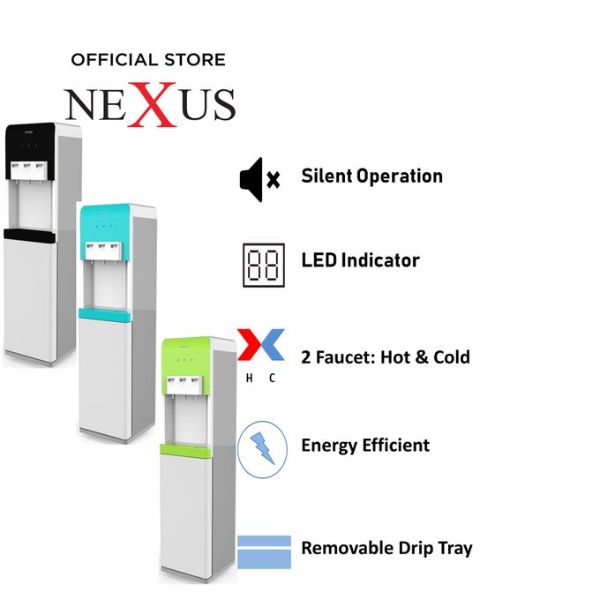 OFFICIAL STORE
NEXUS
Silent Operation
88
LED Indicator
2 Faucet: Hot & Cold
H C
Energy Efficient
Removable Drip Tray